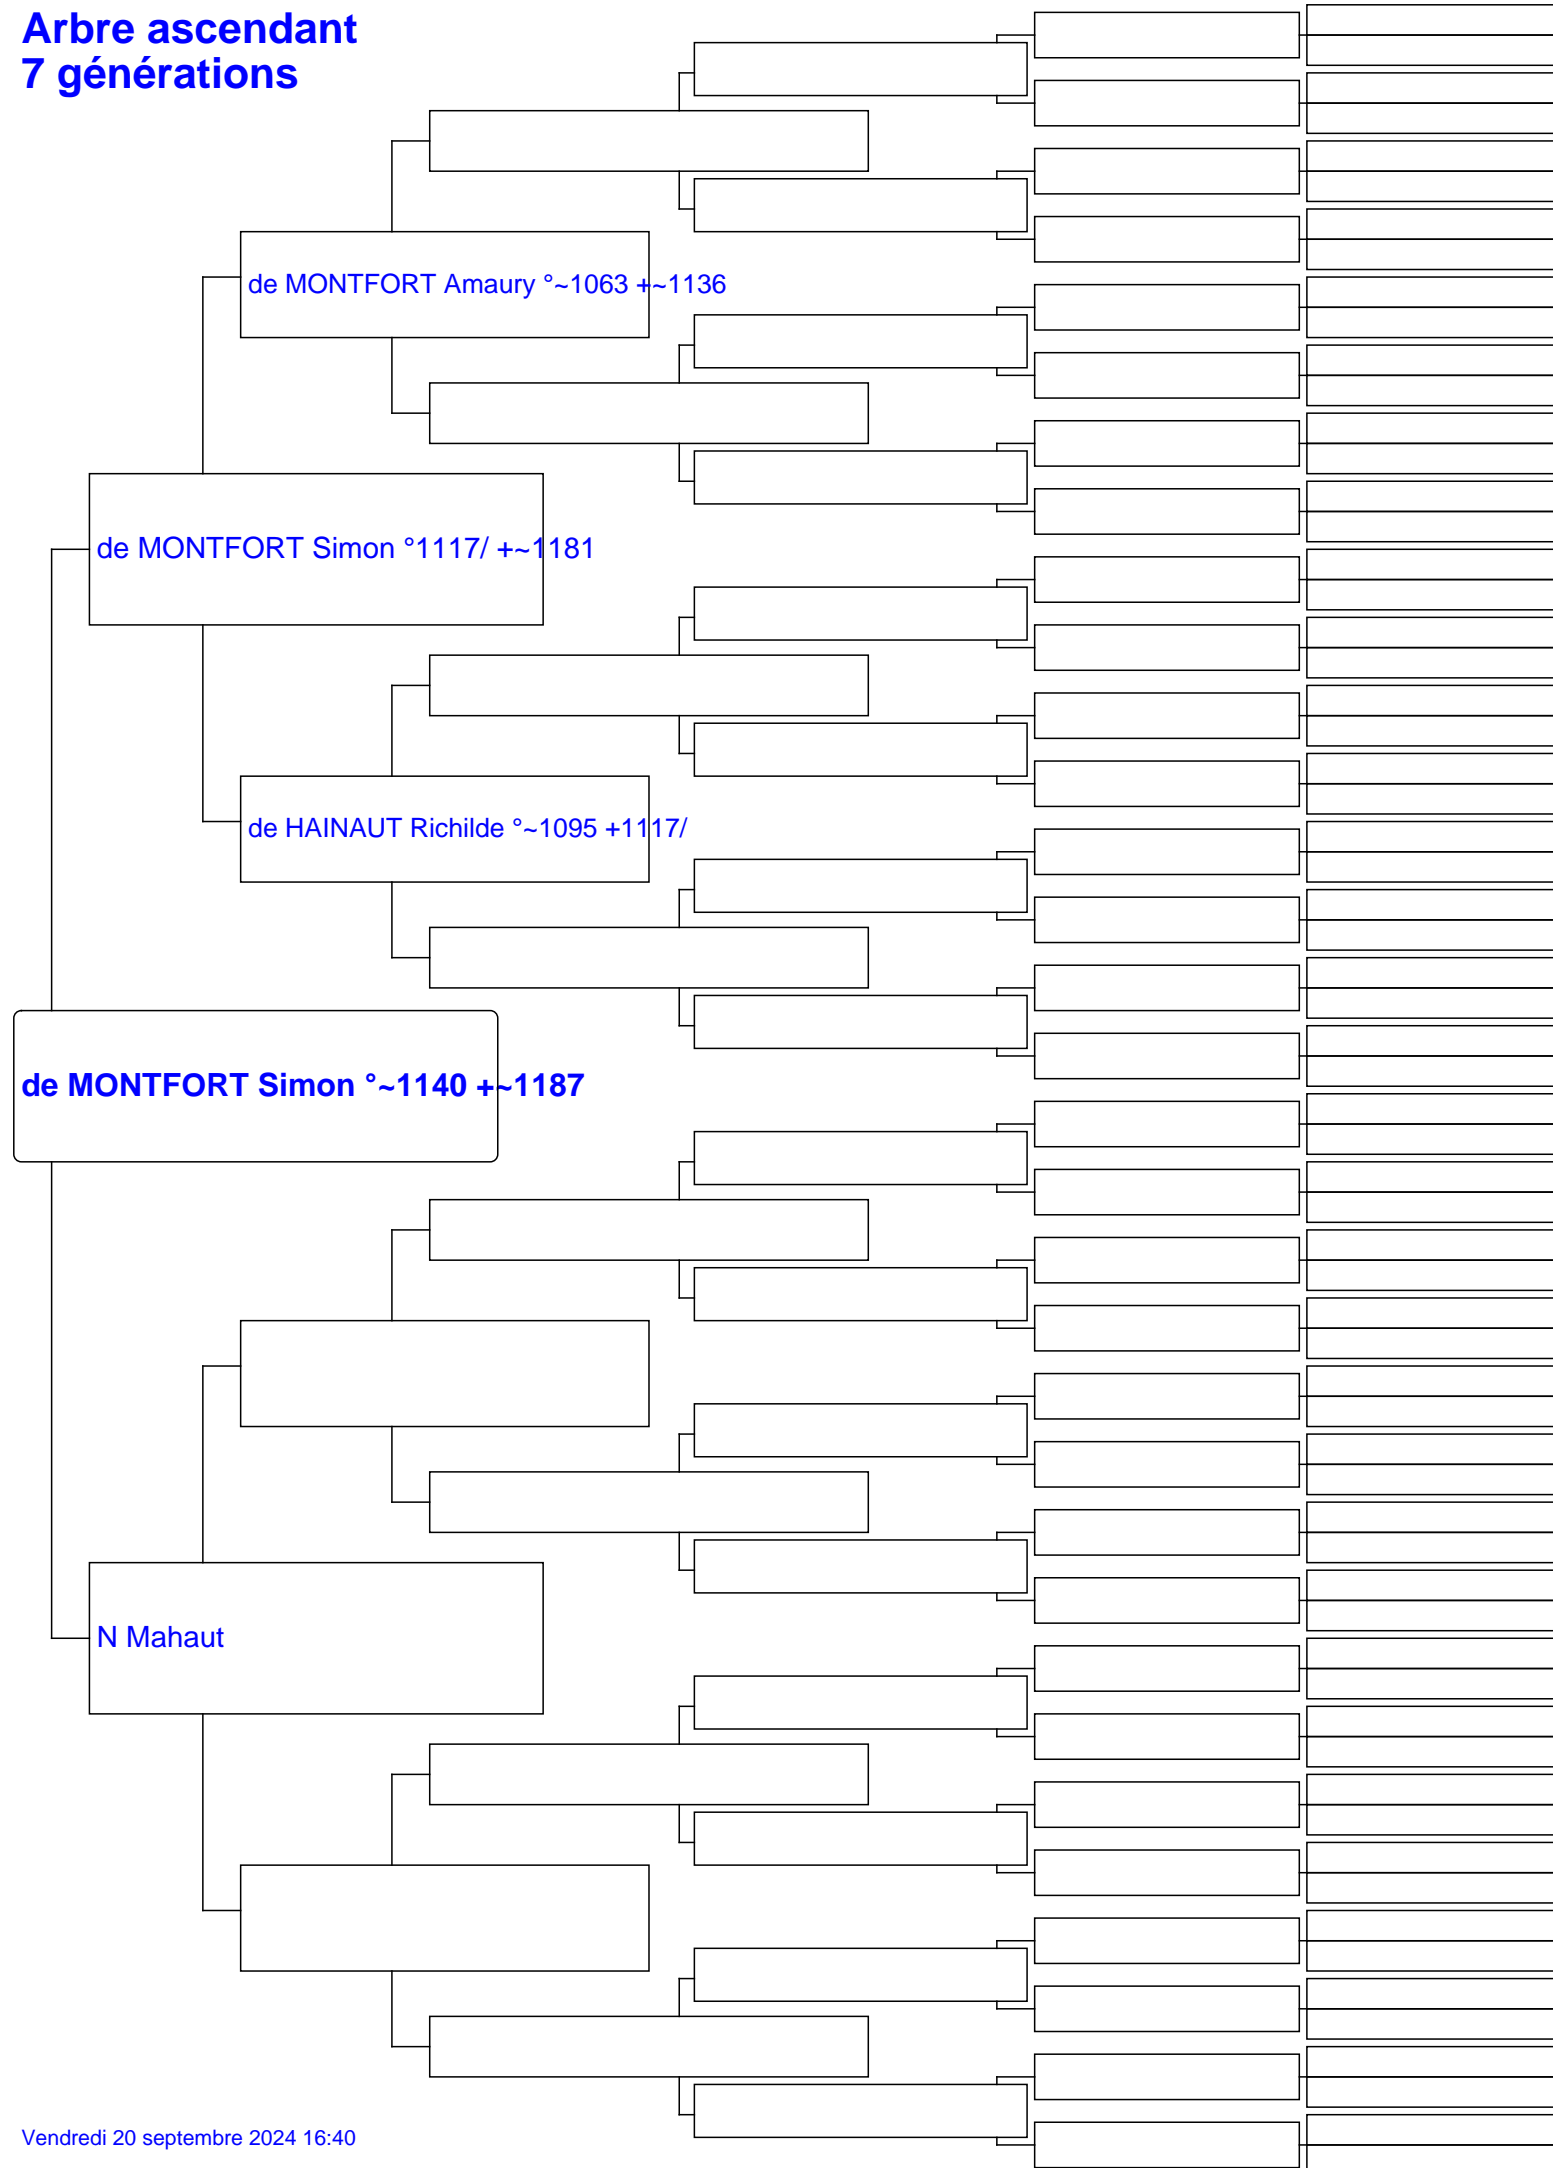 Arbre ascendant
7 générations
de MONTFORT Amaury °~1063 +~1136
de MONTFORT Simon °1117/ +~1181
de HAINAUT Richilde °~1095 +1117/
de MONTFORT Simon °~1140 +~1187
N Mahaut
Vendredi 20 septembre 2024 16:40